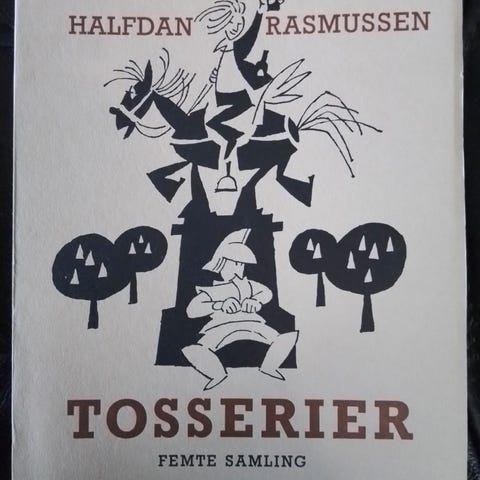 HALFDAN RASMUSSEN
TOSSERIER
FEMTE SAMLING